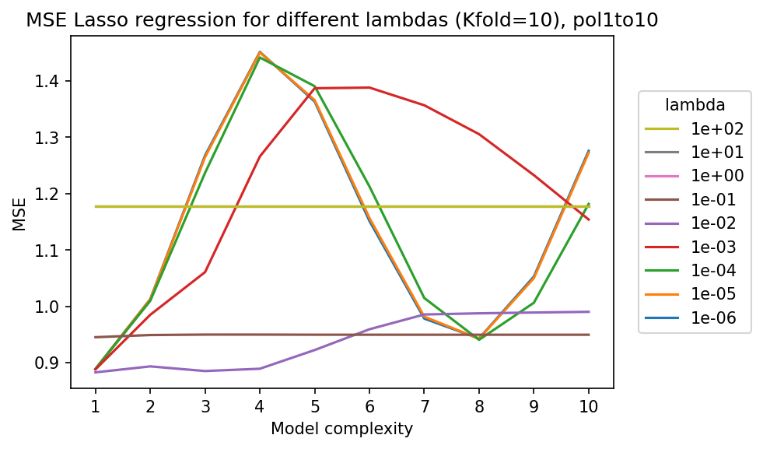 MSE Lasso regression for different lambdas (Kfold=10), pol1to10
MSE
1.4
1.3
1.2
1.1
1.0
0.9
1 2 3 4 5 6 7 8 9 10
Model complexity
lambda
1e+02
1e+01
1e+00
1e-01
1e-02
1e-03
1e-04
1e-05
1e-06